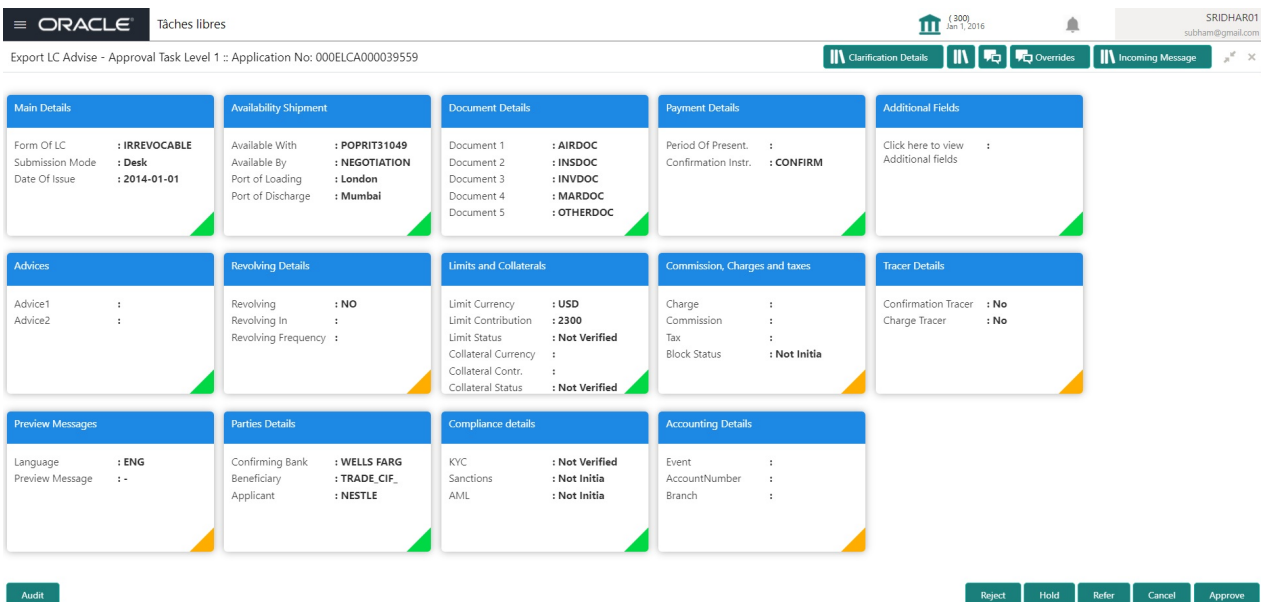 ORACLE® Tâches libres
( 300)
Jan 1, 2016
SRIDHAR01
subham@gmail.com
Export LC Advise - Approval Task Level 1 :: Application No: 000ELCA000039559
Clarification Details
Overrides
Incoming Message
Main Details
Form Of LC : IRREVOCABLE
Submission Mode : Desk
Date Of Issue : 2014-01-01
Availability Shipment
Available With : POPRIT31049
Available By : NEGOTIATION
Port of Loading : London
Port of Discharge : Mumbai
Document Details
Document 1 : AIRDOC
Document 2 : INSDOC
Document 3 : INVDOC
Document 4 : MARDOC
Document 5 : OTHERDOC
Payment Details
Period Of Present. :
Confirmation Instr. : CONFIRM
Additional Fields
Click here to view :
Additional fields
Advices
Advice1 :
Advice2 :
Revolving Details
Revolving : NO
Revolving In :
Revolving Frequency :
Limits and Collaterals
Limit Currency : USD
Limit Contribution : 2300
Limit Status : Not Verified
Collateral Currency :
Collateral Contr. :
Collateral Status : Not Verified
Commission, Charges and taxes
Charge :
Commission :
Tax :
Block Status : Not Initia
Tracer Details
Confirmation Tracer : No
Charge Tracer : No
Preview Messages
Language : ENG
Preview Message : -
Parties Details
Confirming Bank : WELLS FARG
Beneficiary : TRADE_CIF_
Applicant : NESTLE
Compliance details
KYC : Not Verified
Sanctions : Not Initia
AML : Not Initia
Accounting Details
Event :
AccountNumber :
Branch :
Audit
Reject
Hold
Refer
Cancel
Approve